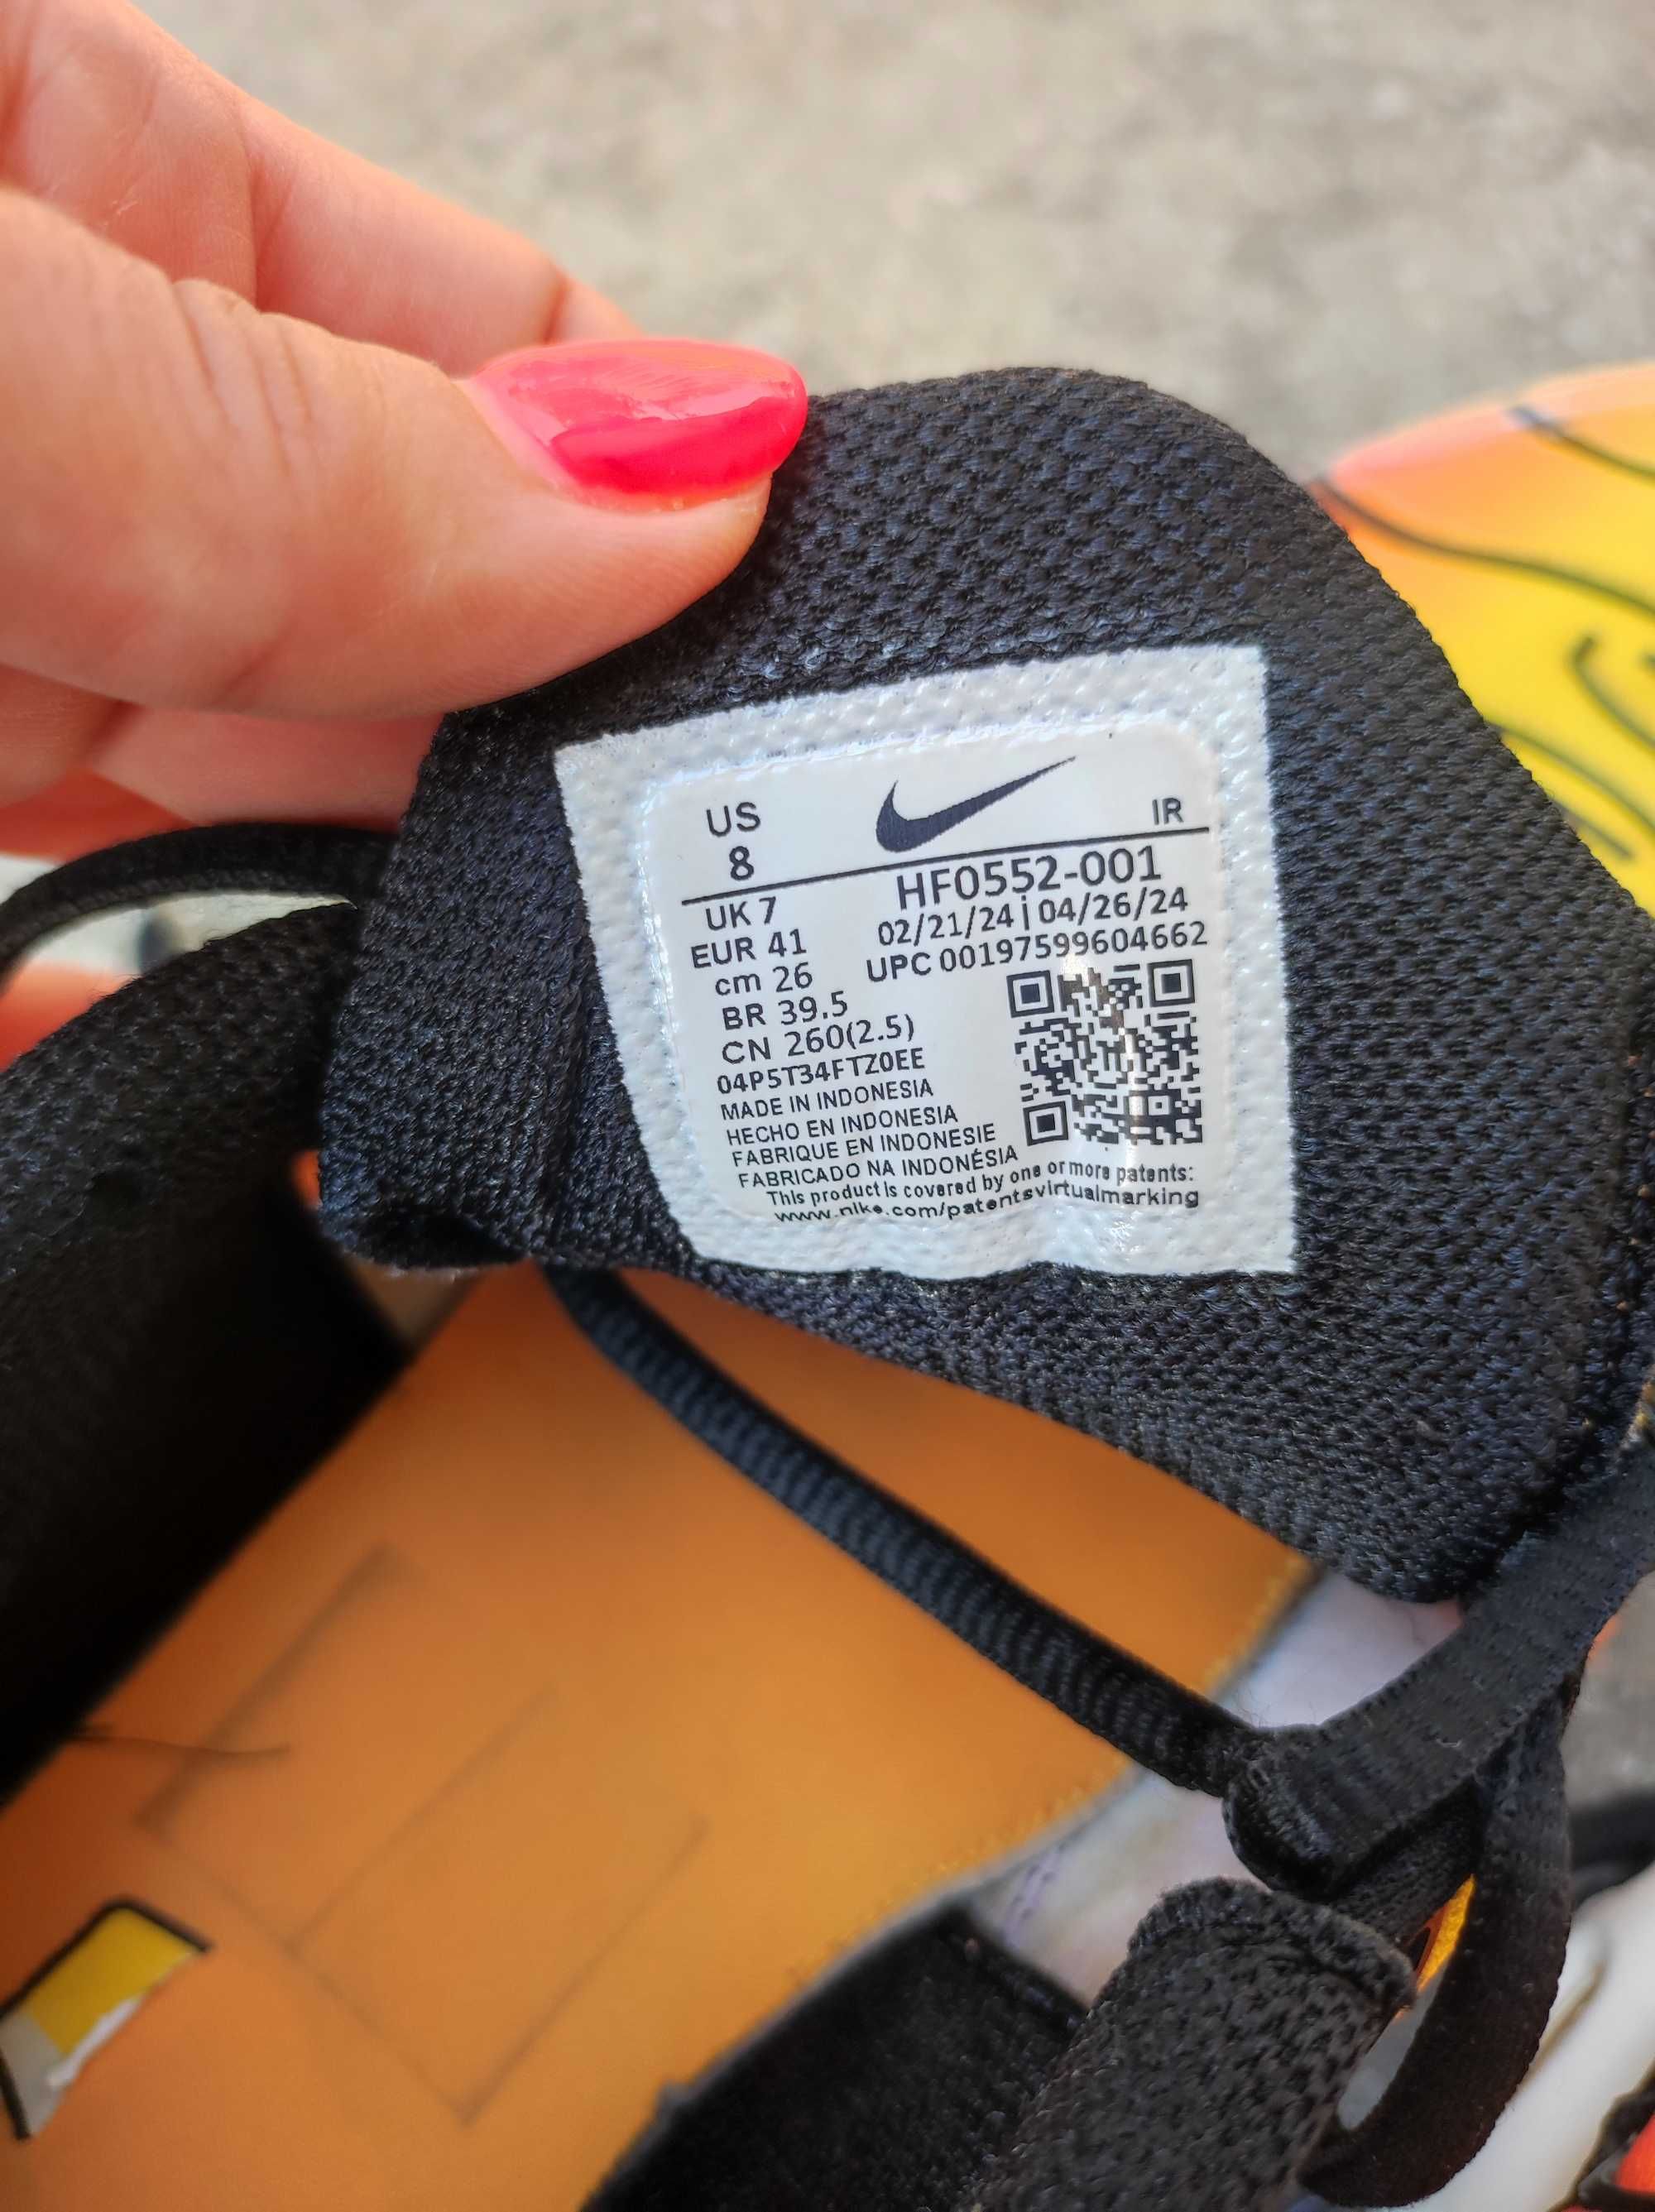 US
8
IR
HF0552-001
UK 7
02/21/24 | 04/26/24
EUR 41
UPC 00197599604662
cm 26
BR 39.5
CN 260(2.5)
04P5T34FTZ0EE
MADE IN INDONESIA
HECHO EN INDONESIA
FABRIQUE EN INDONESIE
FABRICADO NA INDONÉSIA
This product is covered by one or more patents:
www.nike.com/patentsvirtualmarking